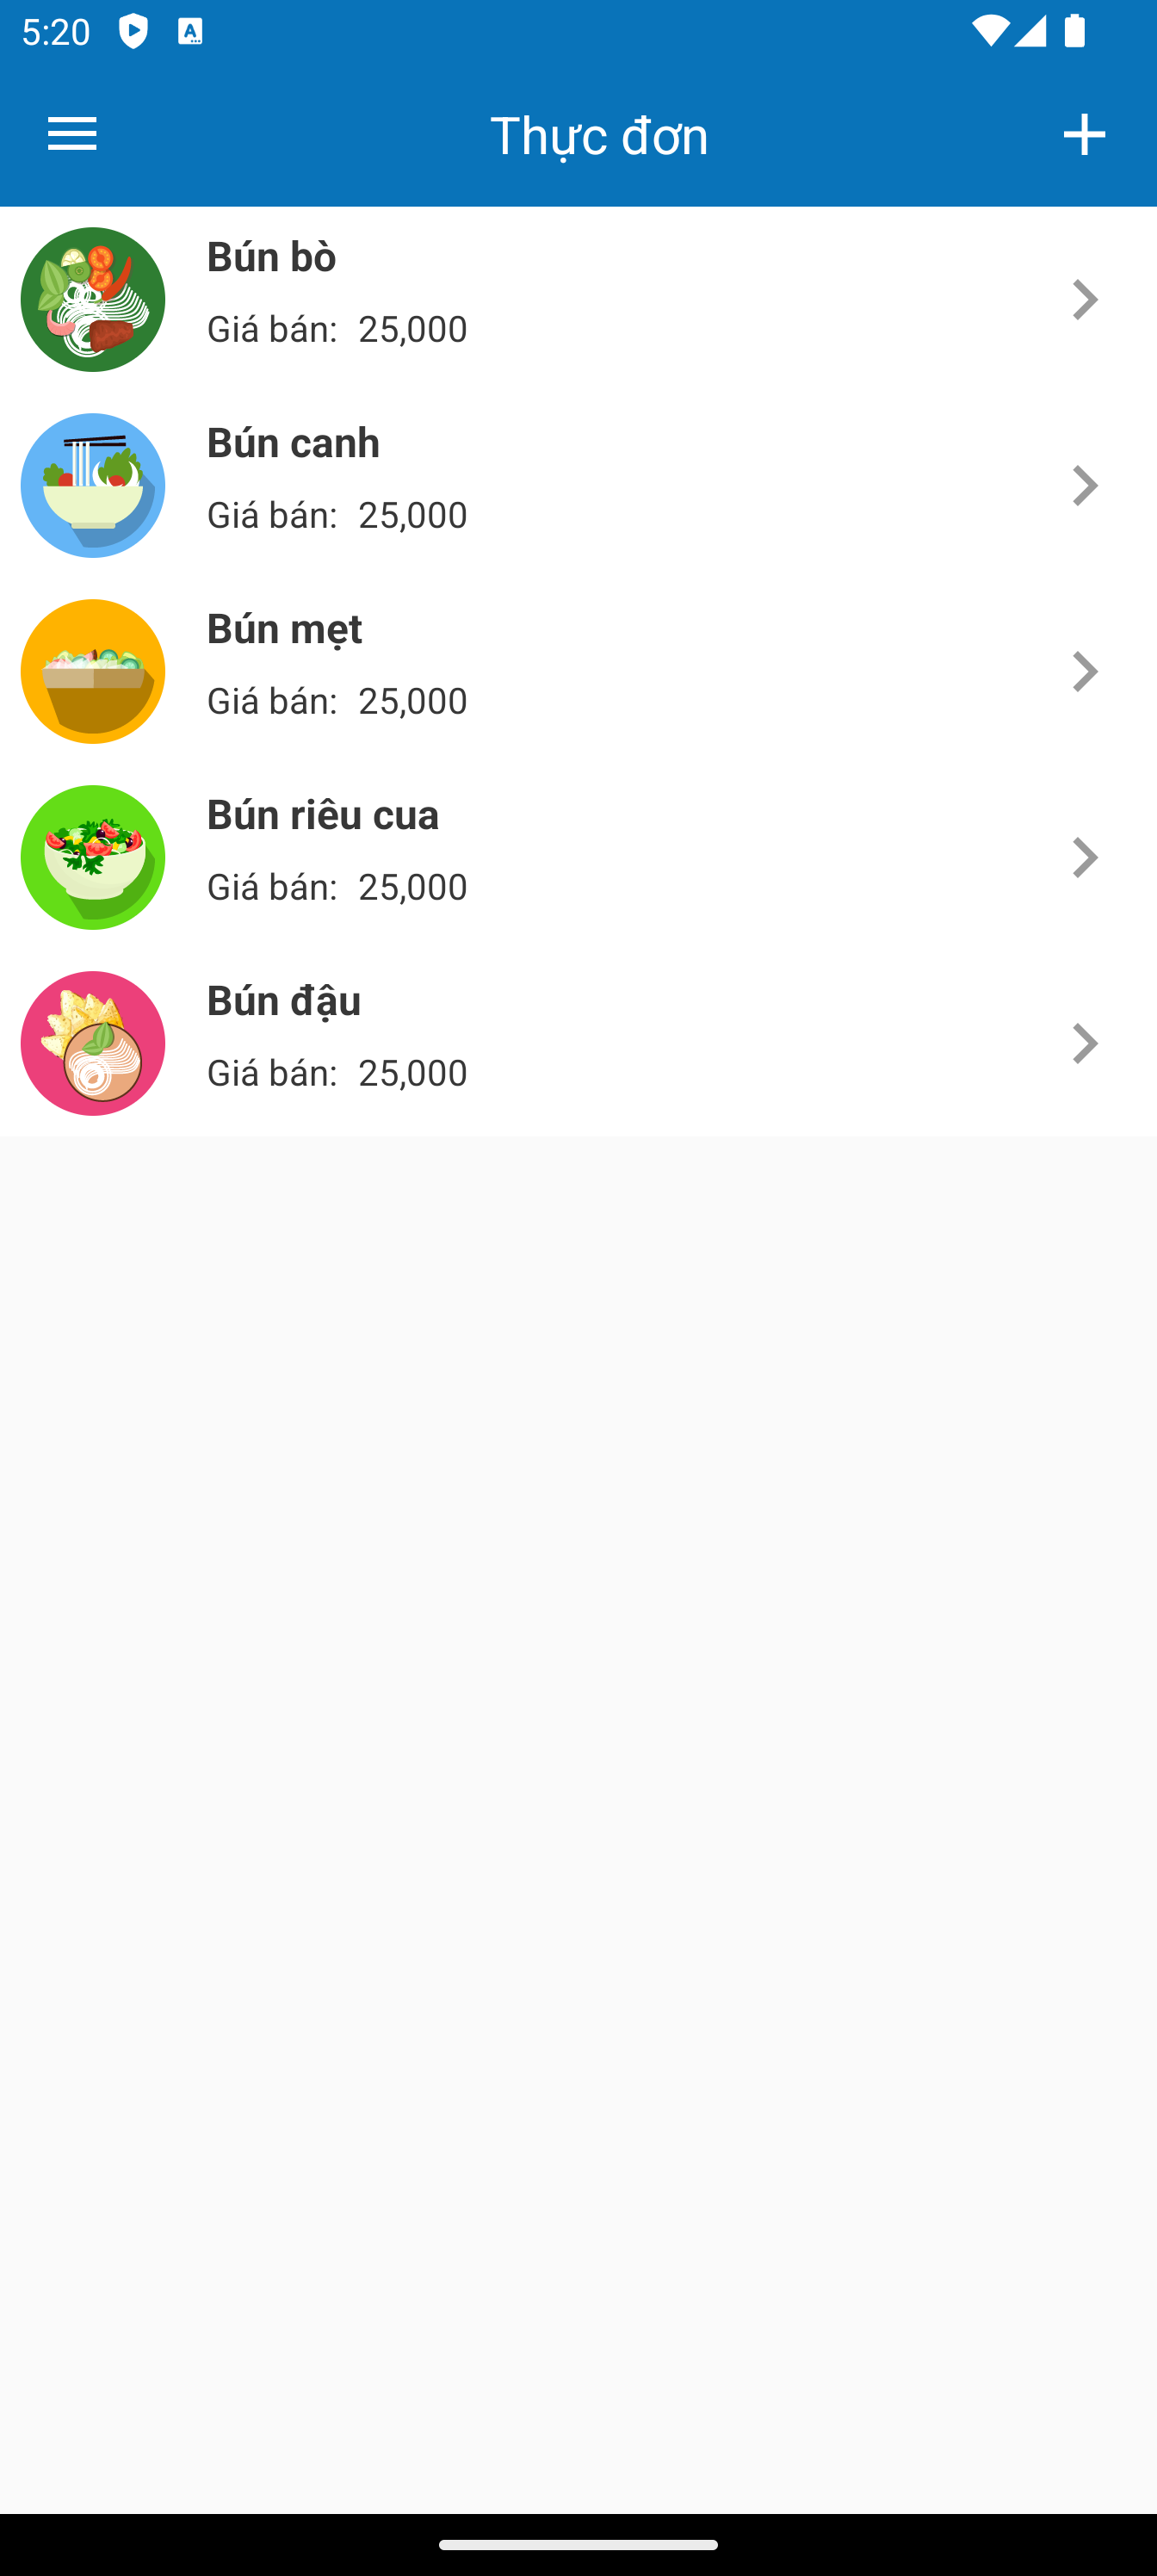 5:20
Thực đơn
Bún bò
Giá bán: 25,000
Bún canh
Giá bán: 25,000
Bún mẹt
Giá bán: 25,000
Bún riêu cua
Giá bán: 25,000
Bún đậu
Giá bán: 25,000